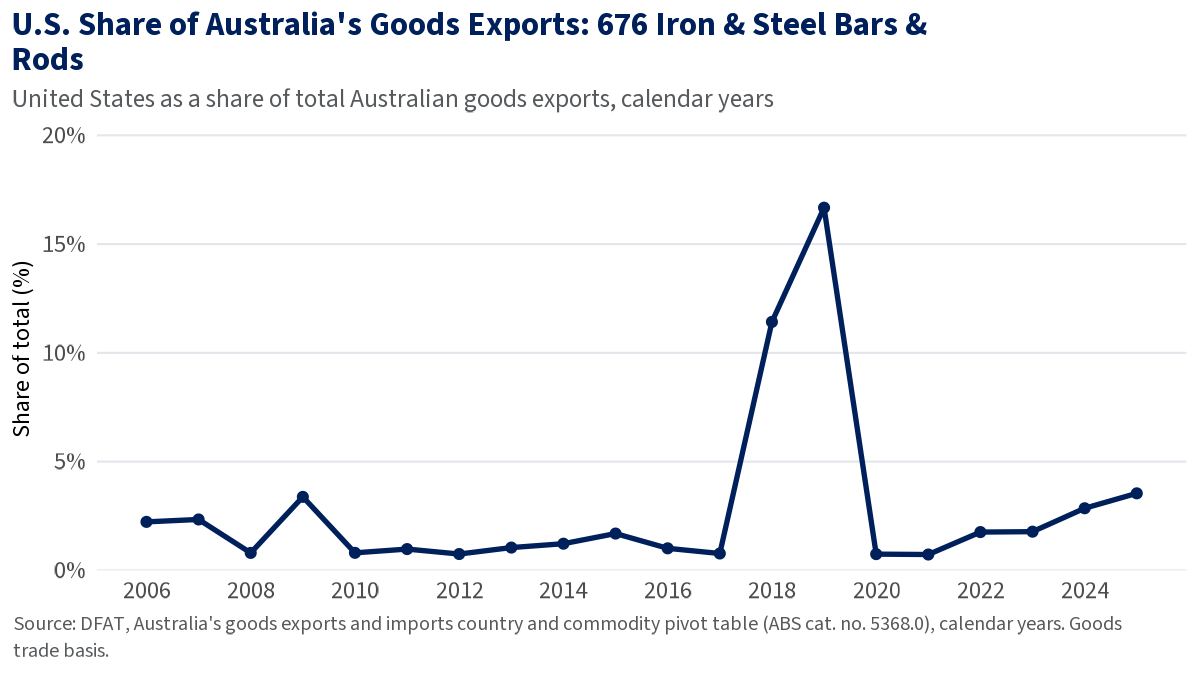 U.S. Share of Australia's Goods Exports: 676 Iron & Steel Bars &
Rods
United States as a share of total Australian goods exports, calendar years
20%
15%
10%
5%
0%
Share of total (%)
2006 2008 2010 2012 2014 2016 2018 2020 2022 2024
Source: DFAT, Australia's goods exports and imports country and commodity pivot table (ABS cat. no. 5368.0), calendar years. Goods
trade basis.